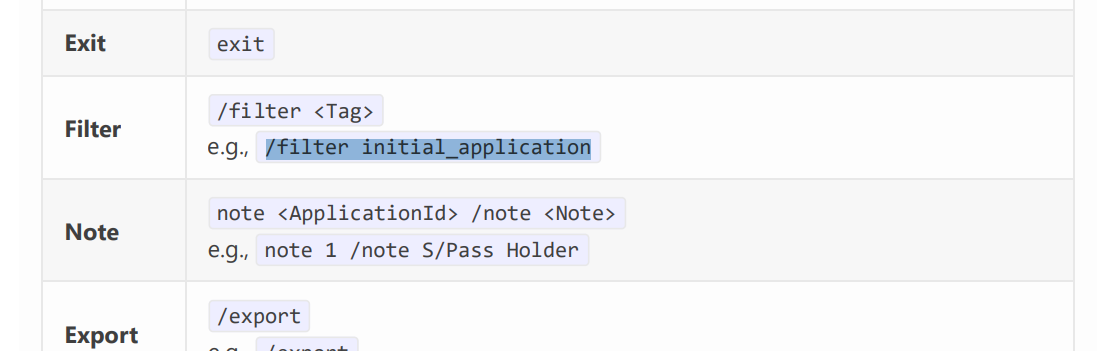 Exit
exit
Filter
/filter <Tag>
e.g., /filter initial_application
Note
note <ApplicationId> /note <Note>
e.g., note 1 /note S/Pass Holder
Export
/export
e.g., /export